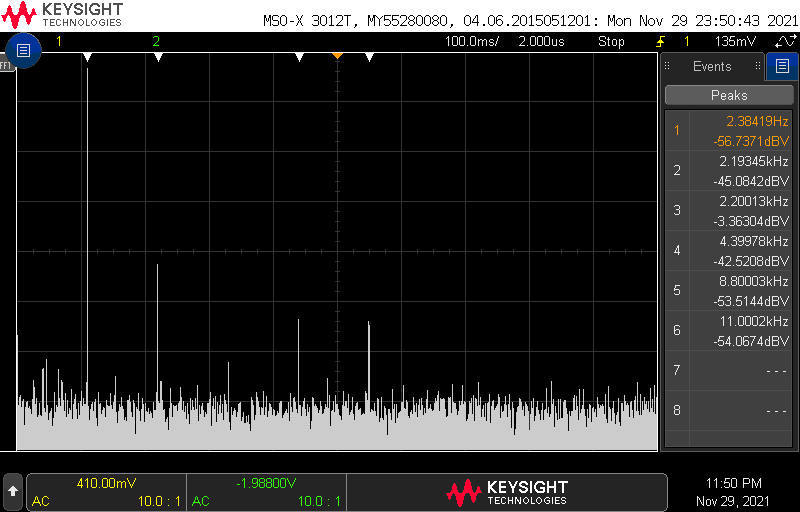 KEYSIGHT
TECHNOLOGIES
MSO-X 3012T, MY55280080, 04.06.2015051201: Mon Nov 29 23:50:43 2021
1 2 100.0ms/ 2.000us Stop 1 135mV
FFT
Events
Peaks
1 2.38419Hz
-56.7371dBV
2 2.19345kHz
-45.0842dBV
3 2.20013kHz
-3.36304dBV
4 4.39978kHz
-42.5208dBV
5 8.80003kHz
-53.5144dBV
6 11.0002kHz
-54.0674dBV
7 ---
8 ---
410.00mV
AC 10.0 : 1
-1.98800V
AC 10.0 : 1
KEYSIGHT
TECHNOLOGIES
11:50 PM
Nov 29, 2021